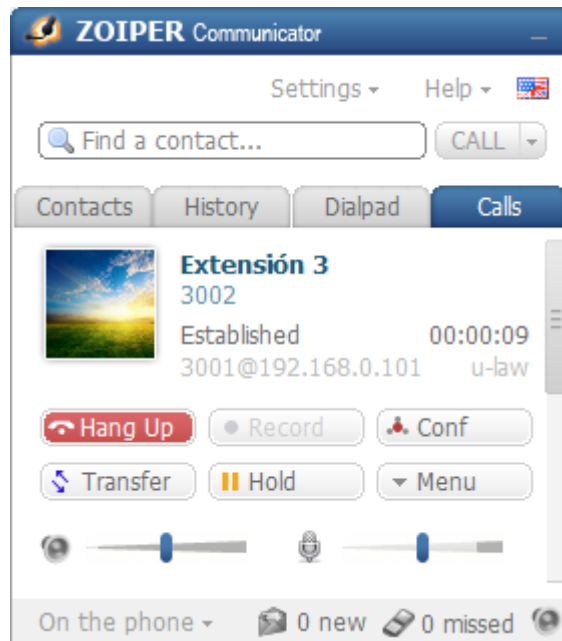 ZOIPER Communicator
Settings Help
Find a contact... CALL
Contacts History Dialpad Calls
Extensión 3
3002
Established 00:00:09
3001@192.168.0.101 u-law
Hang Up Record Conf
Transfer Hold Menu
On the phone 0 new 0 missed